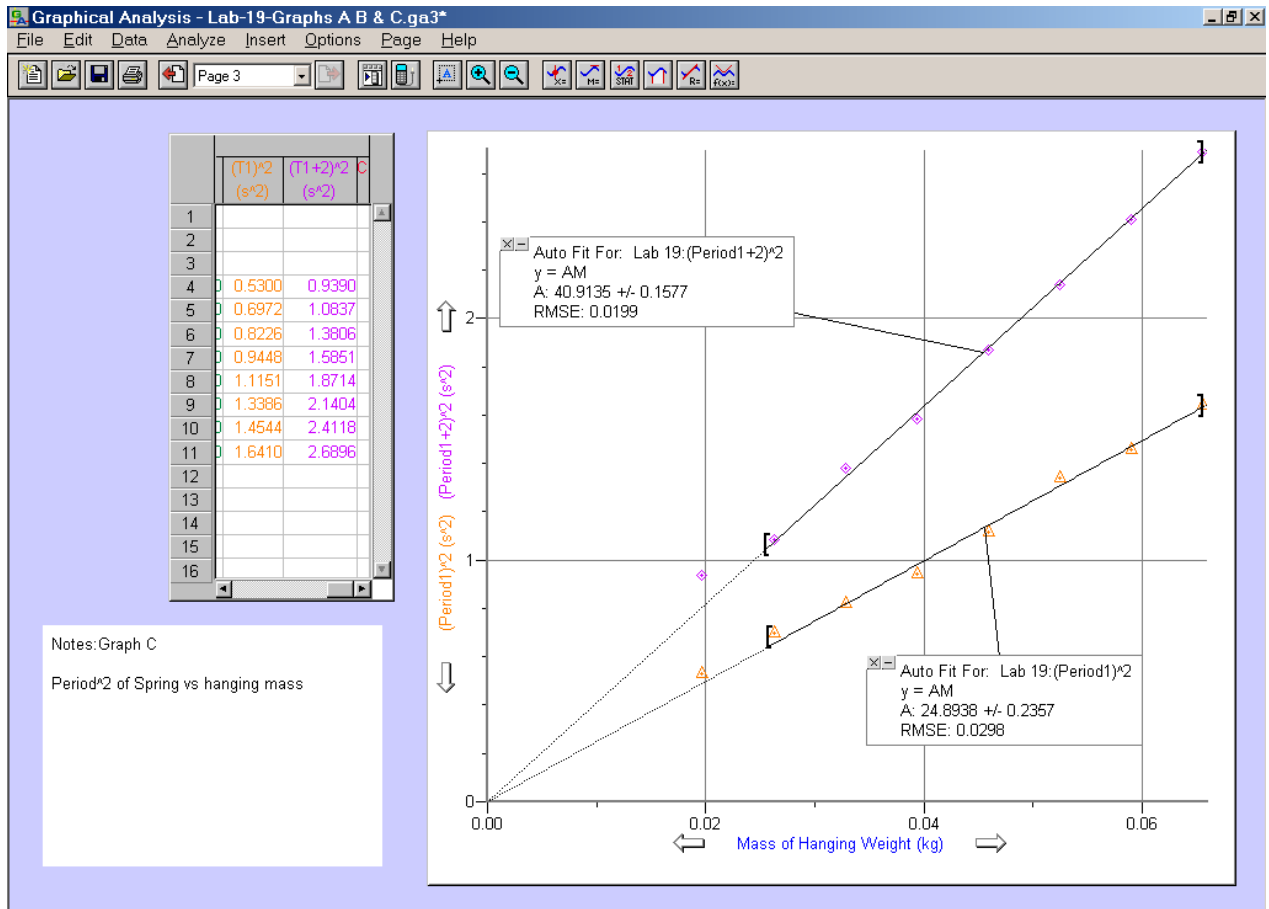 Graphical Analysis - Lab-19-Graphs A B & C.ga3*
File Edit Data Analyze Insert Options Page Help
Page 3
X= M= STAT R= f(x)=
(T1)^2 (T1+2)^2 C
(s^2) (s^2)
1
2
3
4 0.5300 0.9390
5 0.6972 1.0837
6 0.8226 1.3806
7 0.9448 1.5851
8 1.1151 1.8714
9 1.3386 2.1404
10 1.4544 2.4118
11 1.6410 2.6896
12
13
14
15
16
Notes:Graph C
Period^2 of Spring vs hanging mass
(Period1)^2 (s^2) (Period1+2)^2 (s^2)
2
1
0
Auto Fit For: Lab 19:(Period1+2)^2
y = AM
A: 40.9135 +/- 0.1577
RMSE: 0.0199
Auto Fit For: Lab 19:(Period1)^2
y = AM
A: 24.8938 +/- 0.2357
RMSE: 0.0298
0.00 0.02 0.04 0.06
Mass of Hanging Weight (kg)